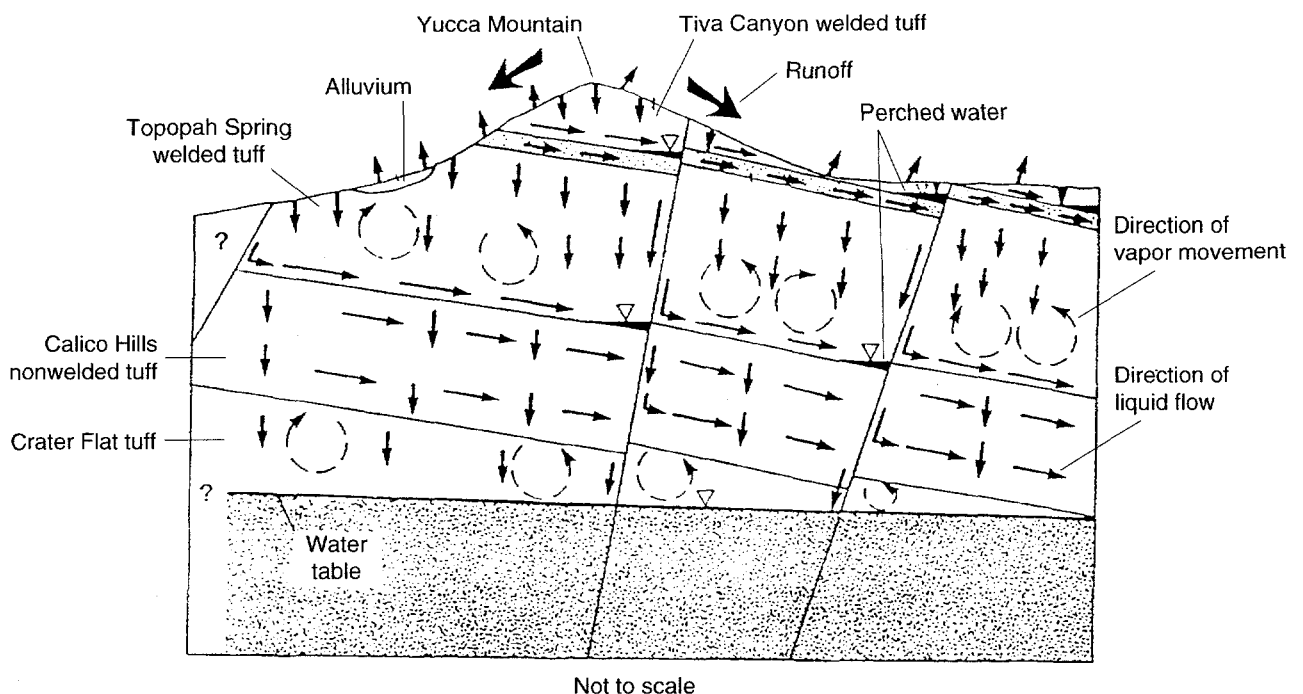 Yucca Mountain
Tiva Canyon welded tuff
Runoff
Alluvium
Perched water
Topopah Spring
welded tuff
?
Direction of
vapor movement
Calico Hills
nonwelded tuff
Direction of
liquid flow
Crater Flat tuff
?
Water
table
Not to scale